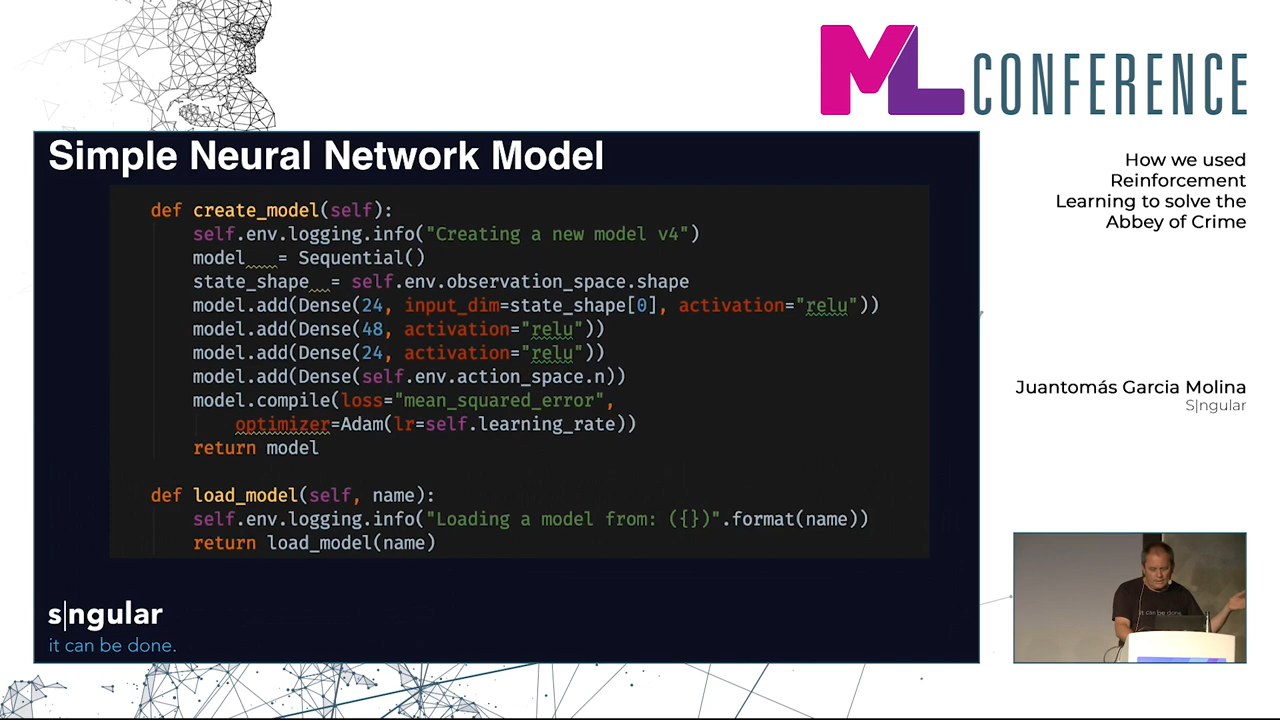 ML CONFERENCE
Simple Neural Network Model
def create_model(self):
self.env.logging.info("Creating a new model v4")
model = Sequential()
state_shape = self.env.observation_space.shape
model.add(Dense(24, input_dim=state_shape[0], activation="relu"))
model.add(Dense(48, activation="relu"))
model.add(Dense(24, activation="relu"))
model.add(Dense(self.env.action_space.n))
model.compile(loss="mean_squared_error",
optimizer=Adam(lr=self.learning_rate))
return model
def load_model(self, name):
self.env.logging.info("Loading a model from: ({})".format(name))
return load_model(name)
s|ngular
it can be done.
How we used
Reinforcement
Learning to solve the
Abbey of Crime
Juantomás Garcia Molina
S|ngular
it can be done.